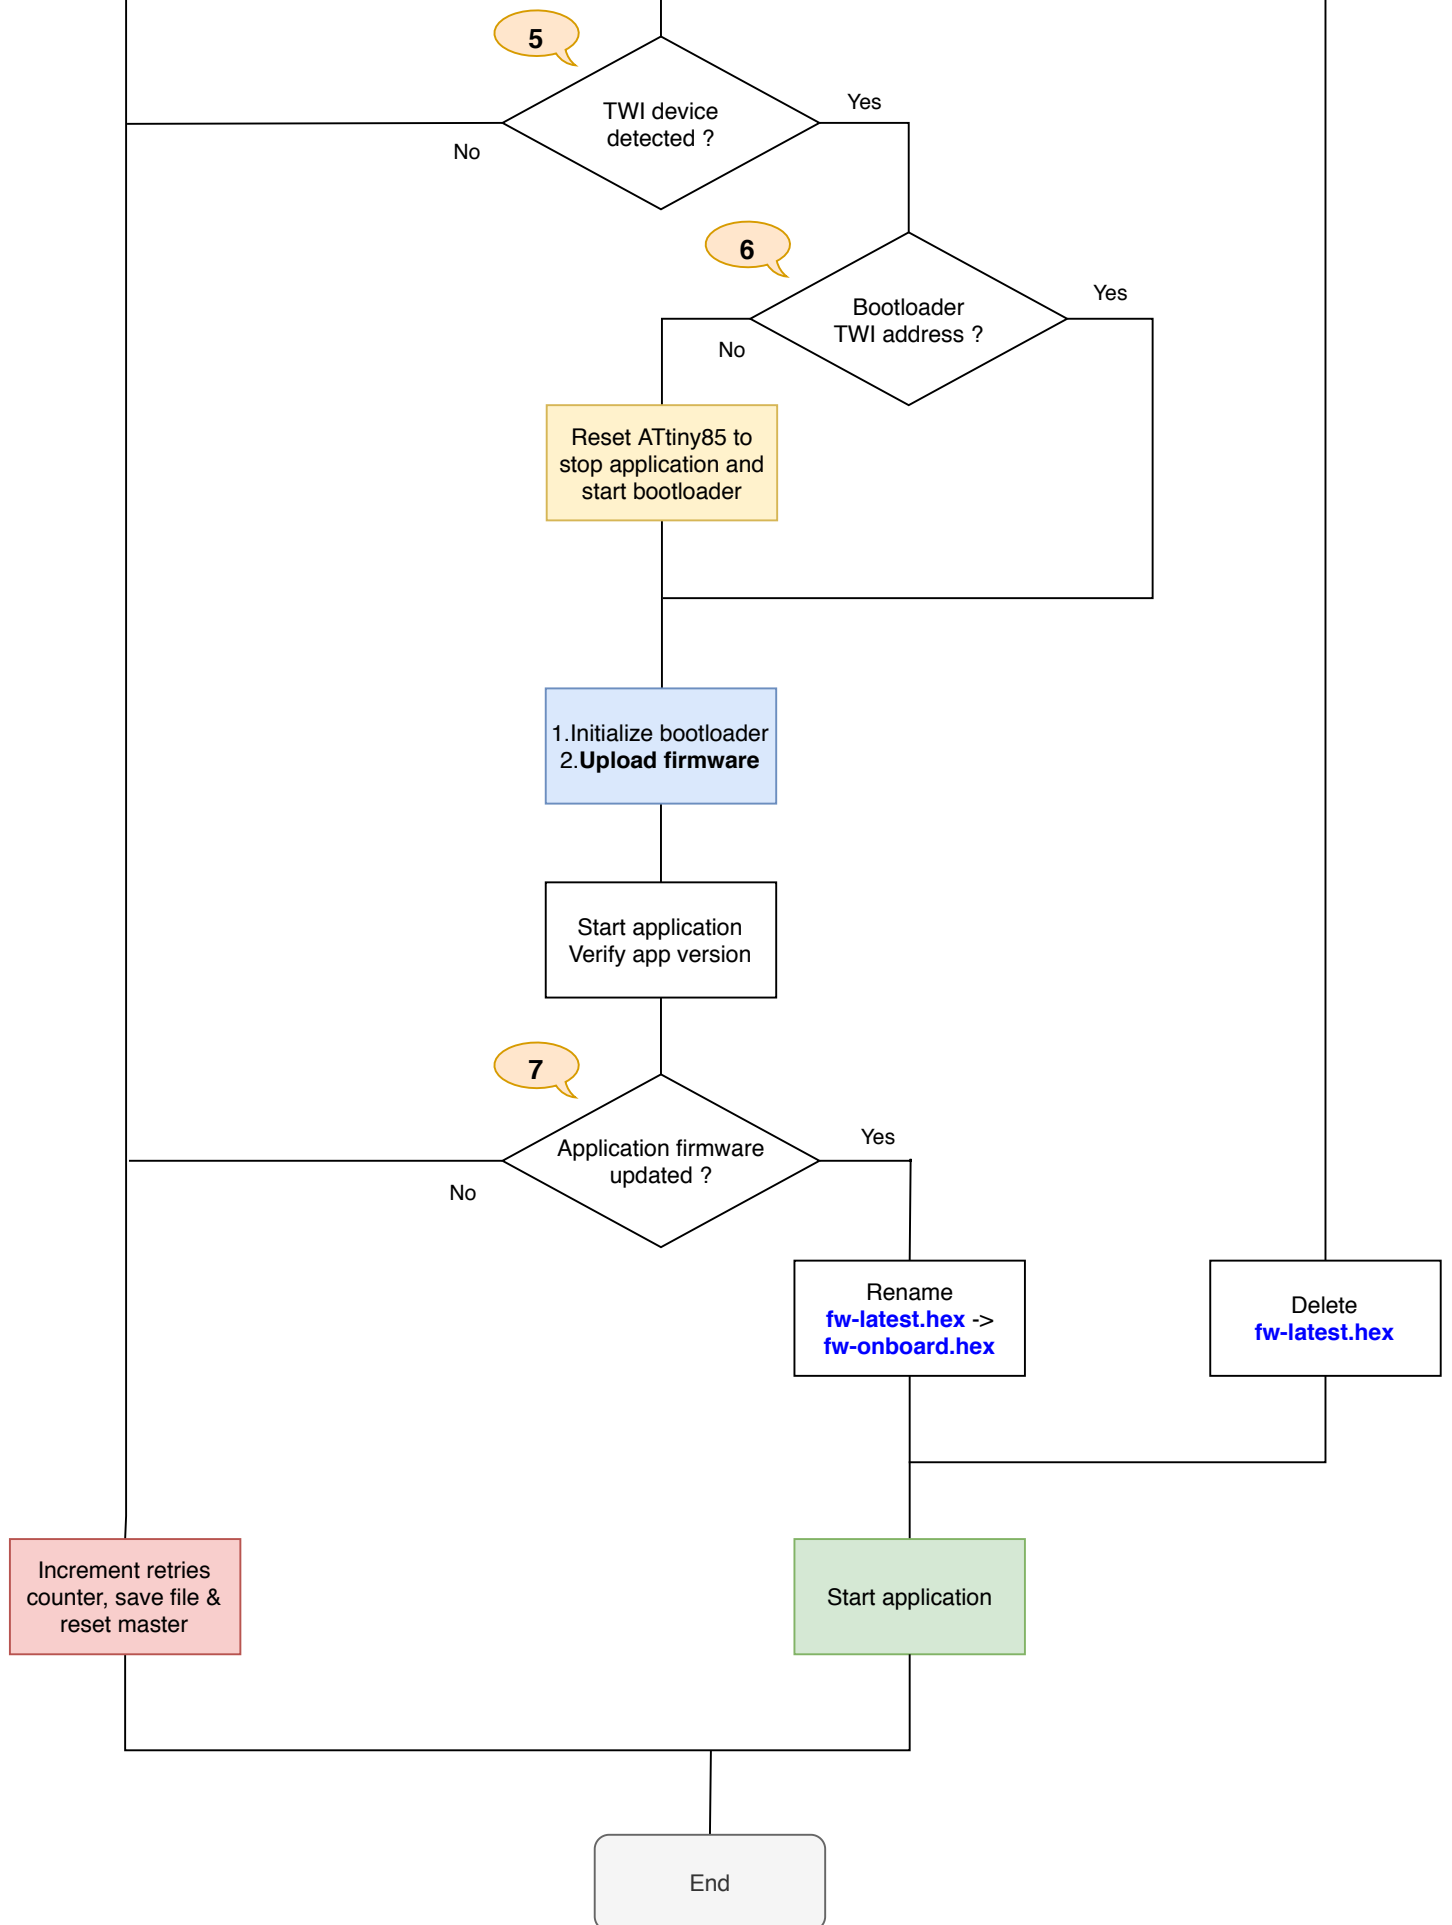 5
TWI device
detected ?
Yes
No
6
Bootloader
TWI address ?
Yes
No
Reset ATtiny85 to
stop application and
start bootloader
1.Initialize bootloader
2.Upload firmware
Start application
Verify app version
7
Application firmware
updated ?
Yes
No
Rename
fw-latest.hex ->
fw-onboard.hex
Delete
fw-latest.hex
Increment retries
counter, save file &
reset master
Start application
End